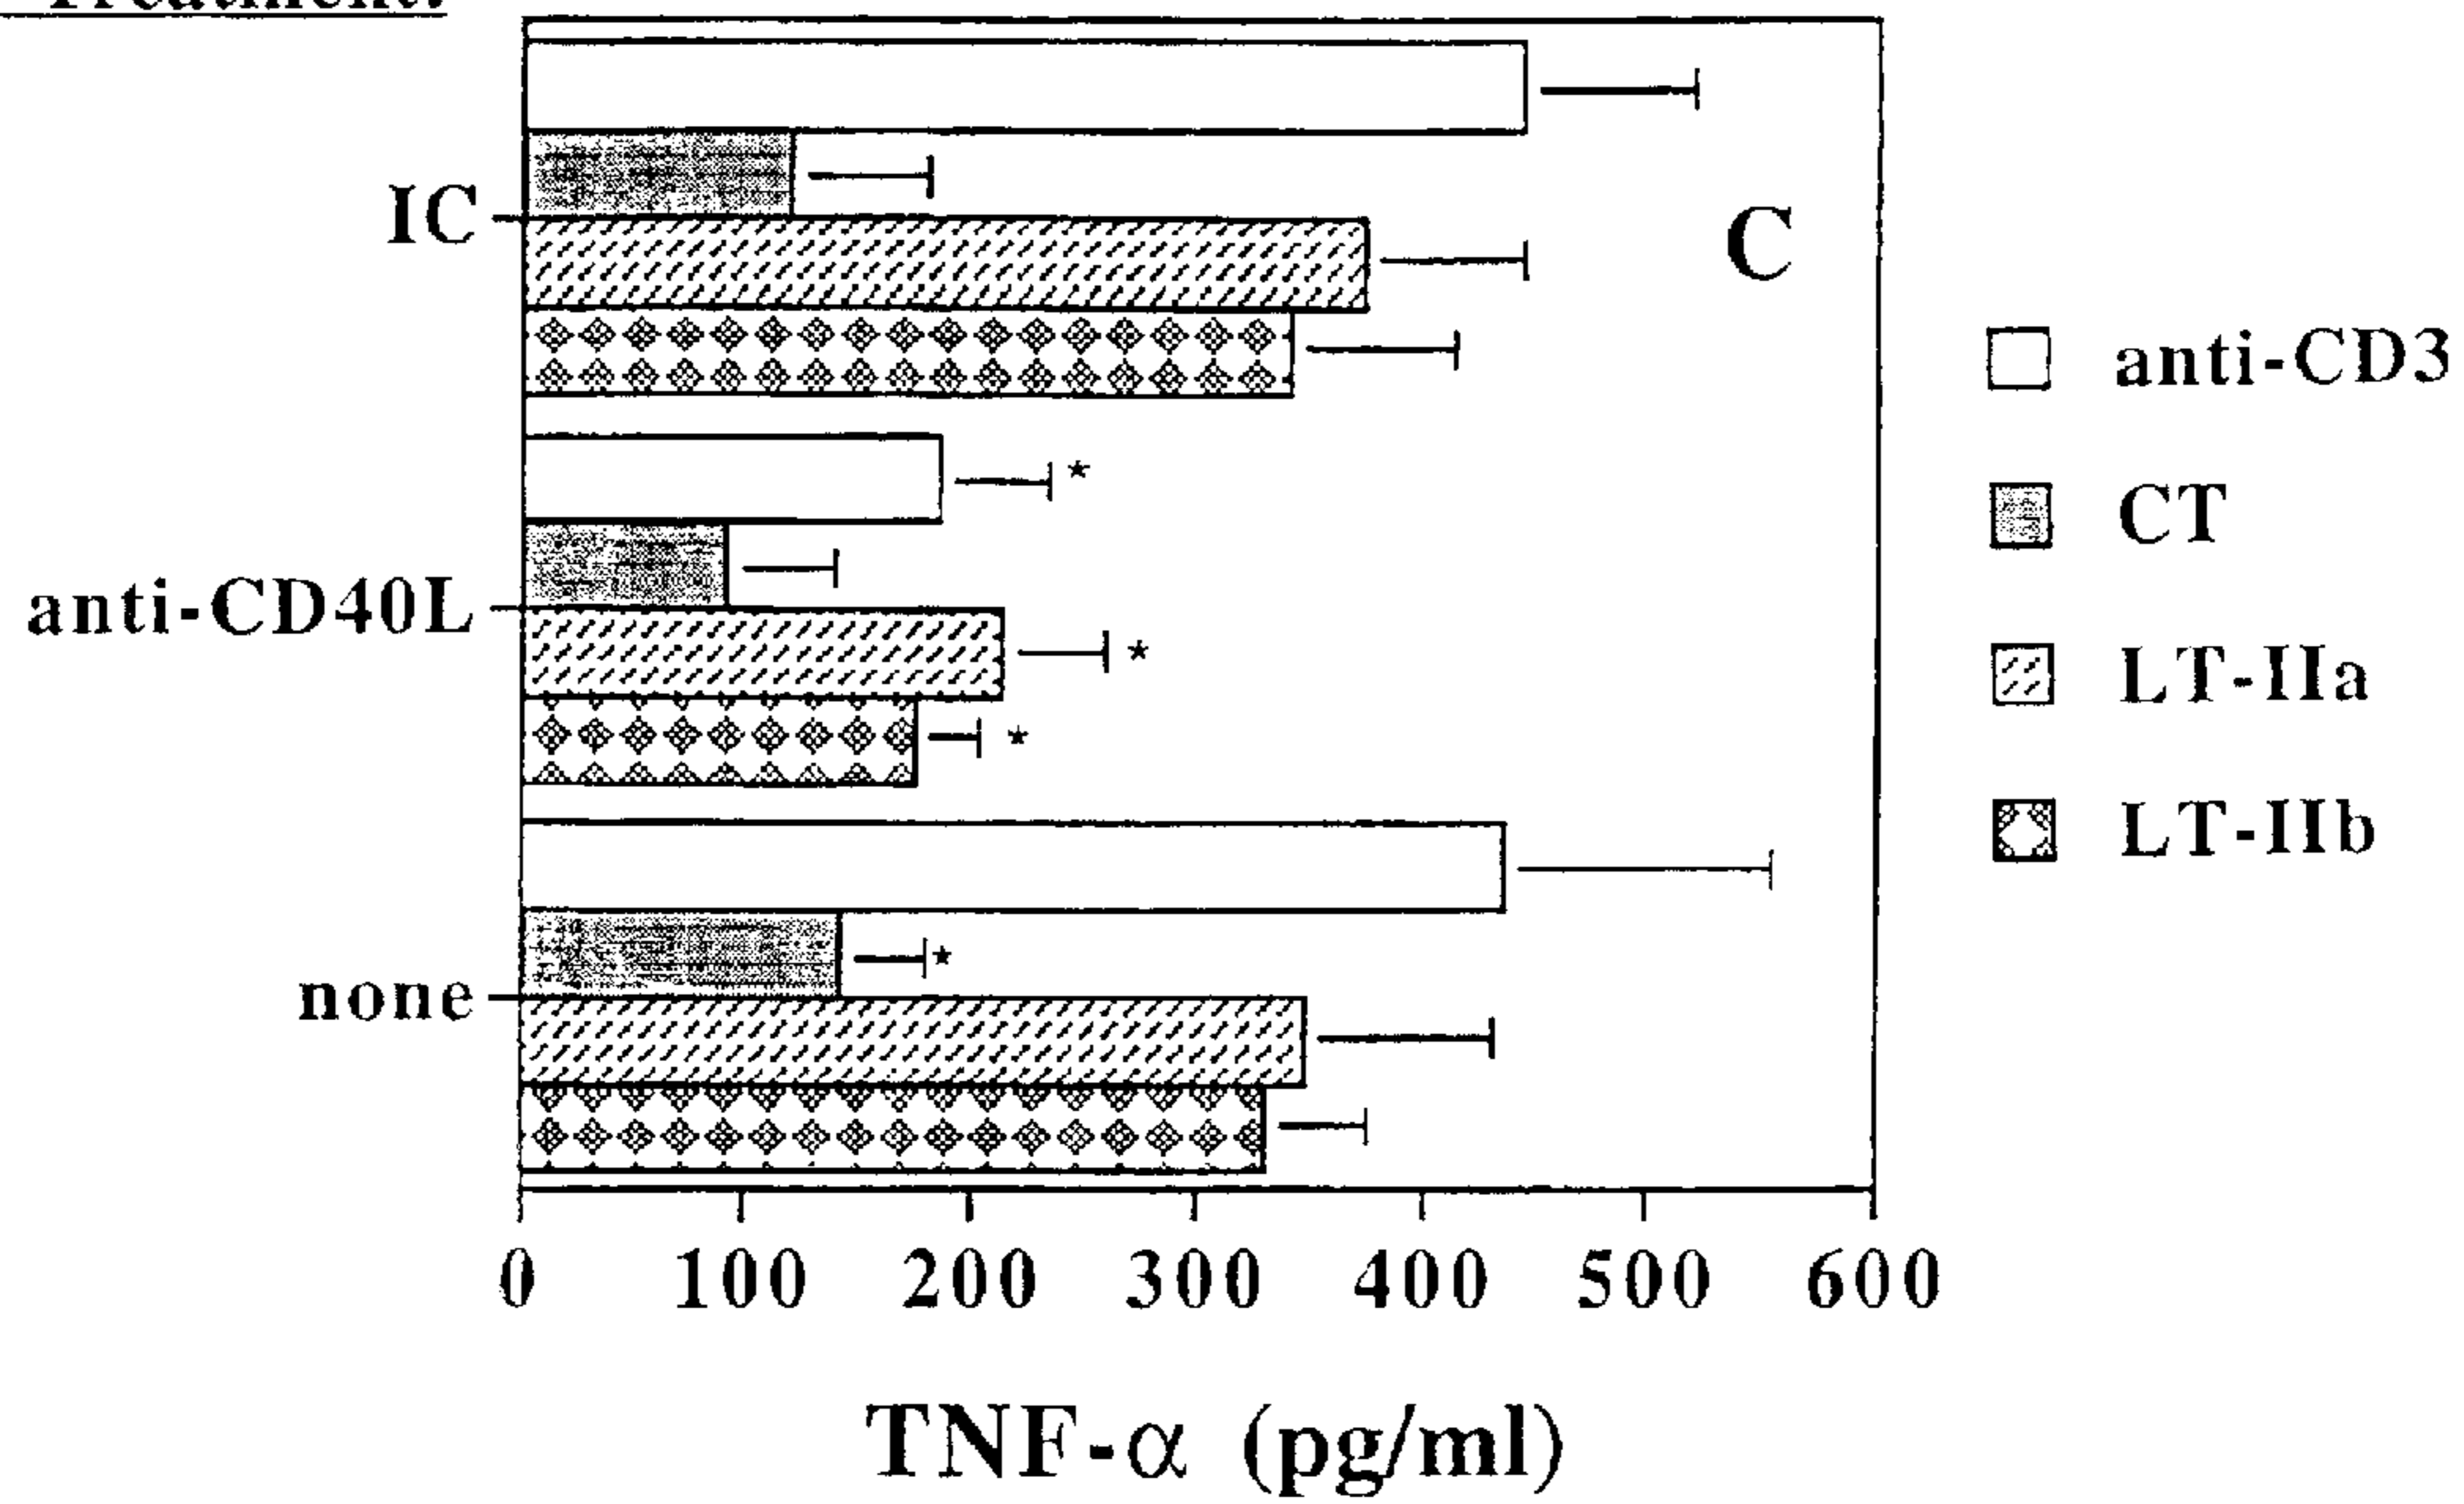 Treatment:
IC
C
anti-CD3
CT
anti-CD40L
*
LT-IIa
*
*
LT-IIb
none
*
0 100 200 300 400 500 600
TNF-α (pg/ml)